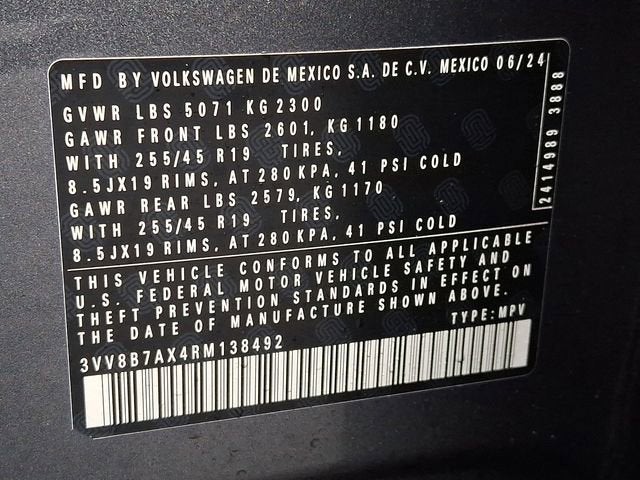 MFD BY VOLKSWAGEN DE MEXICO S.A. DE C.V. MEXICO 06/24
GVWR LBS 5071 KG 2300
GAWR FRONT LBS 2601, KG 1180
WITH 255/45 R19 TIRES,
8.5JX19 RIMS, AT 280 KPA, 41 PSI COLD
GAWR REAR LBS 2579, KG 1170
WITH 255/45 R19 TIRES,
8.5JX19 RIMS, AT 280 KPA, 41 PSI COLD
2414989 3888
THIS VEHICLE CONFORMS TO ALL APPLICABLE
U.S. FEDERAL MOTOR VEHICLE SAFETY AND
THEFT PREVENTION STANDARDS IN EFFECT ON
THE DATE OF MANUFACTURE SHOWN ABOVE.
TYPE: MPV
3VV8B7AX4RM138492